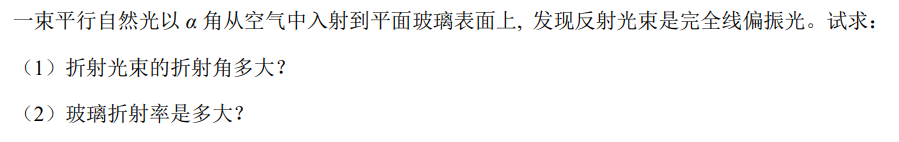 一束平行自然光以 α 角从空气中入射到平面玻璃表面上, 发现反射光束是完全线偏振光。试求：
（1）折射光束的折射角多大？
（2）玻璃折射率是多大？